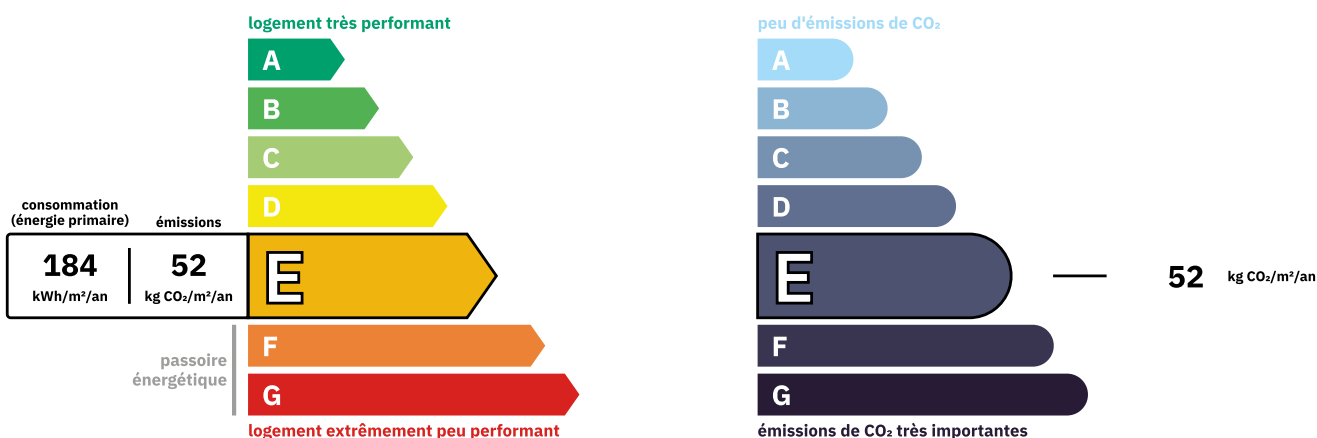 logement très performant
A
B
C
D
consommation
(énergie primaire)
émissions
184
kWh/m²/an
52
kg CO₂/m²/an
E
F
passoire
énergétique
G
logement extrêmement peu performant
peu d'émissions de CO₂
A
B
C
D
E
52 kg CO₂/m²/an
F
G
émissions de CO₂ très importantes